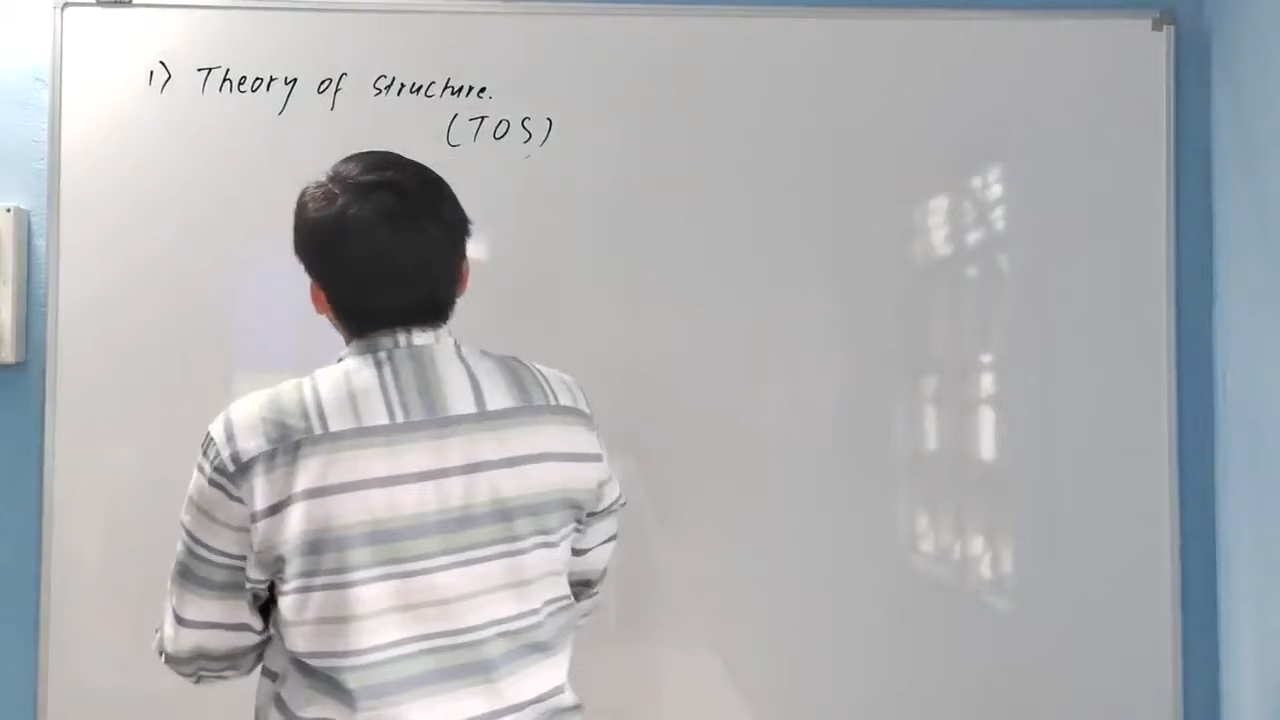 1) Theory of structure.
(TOS)